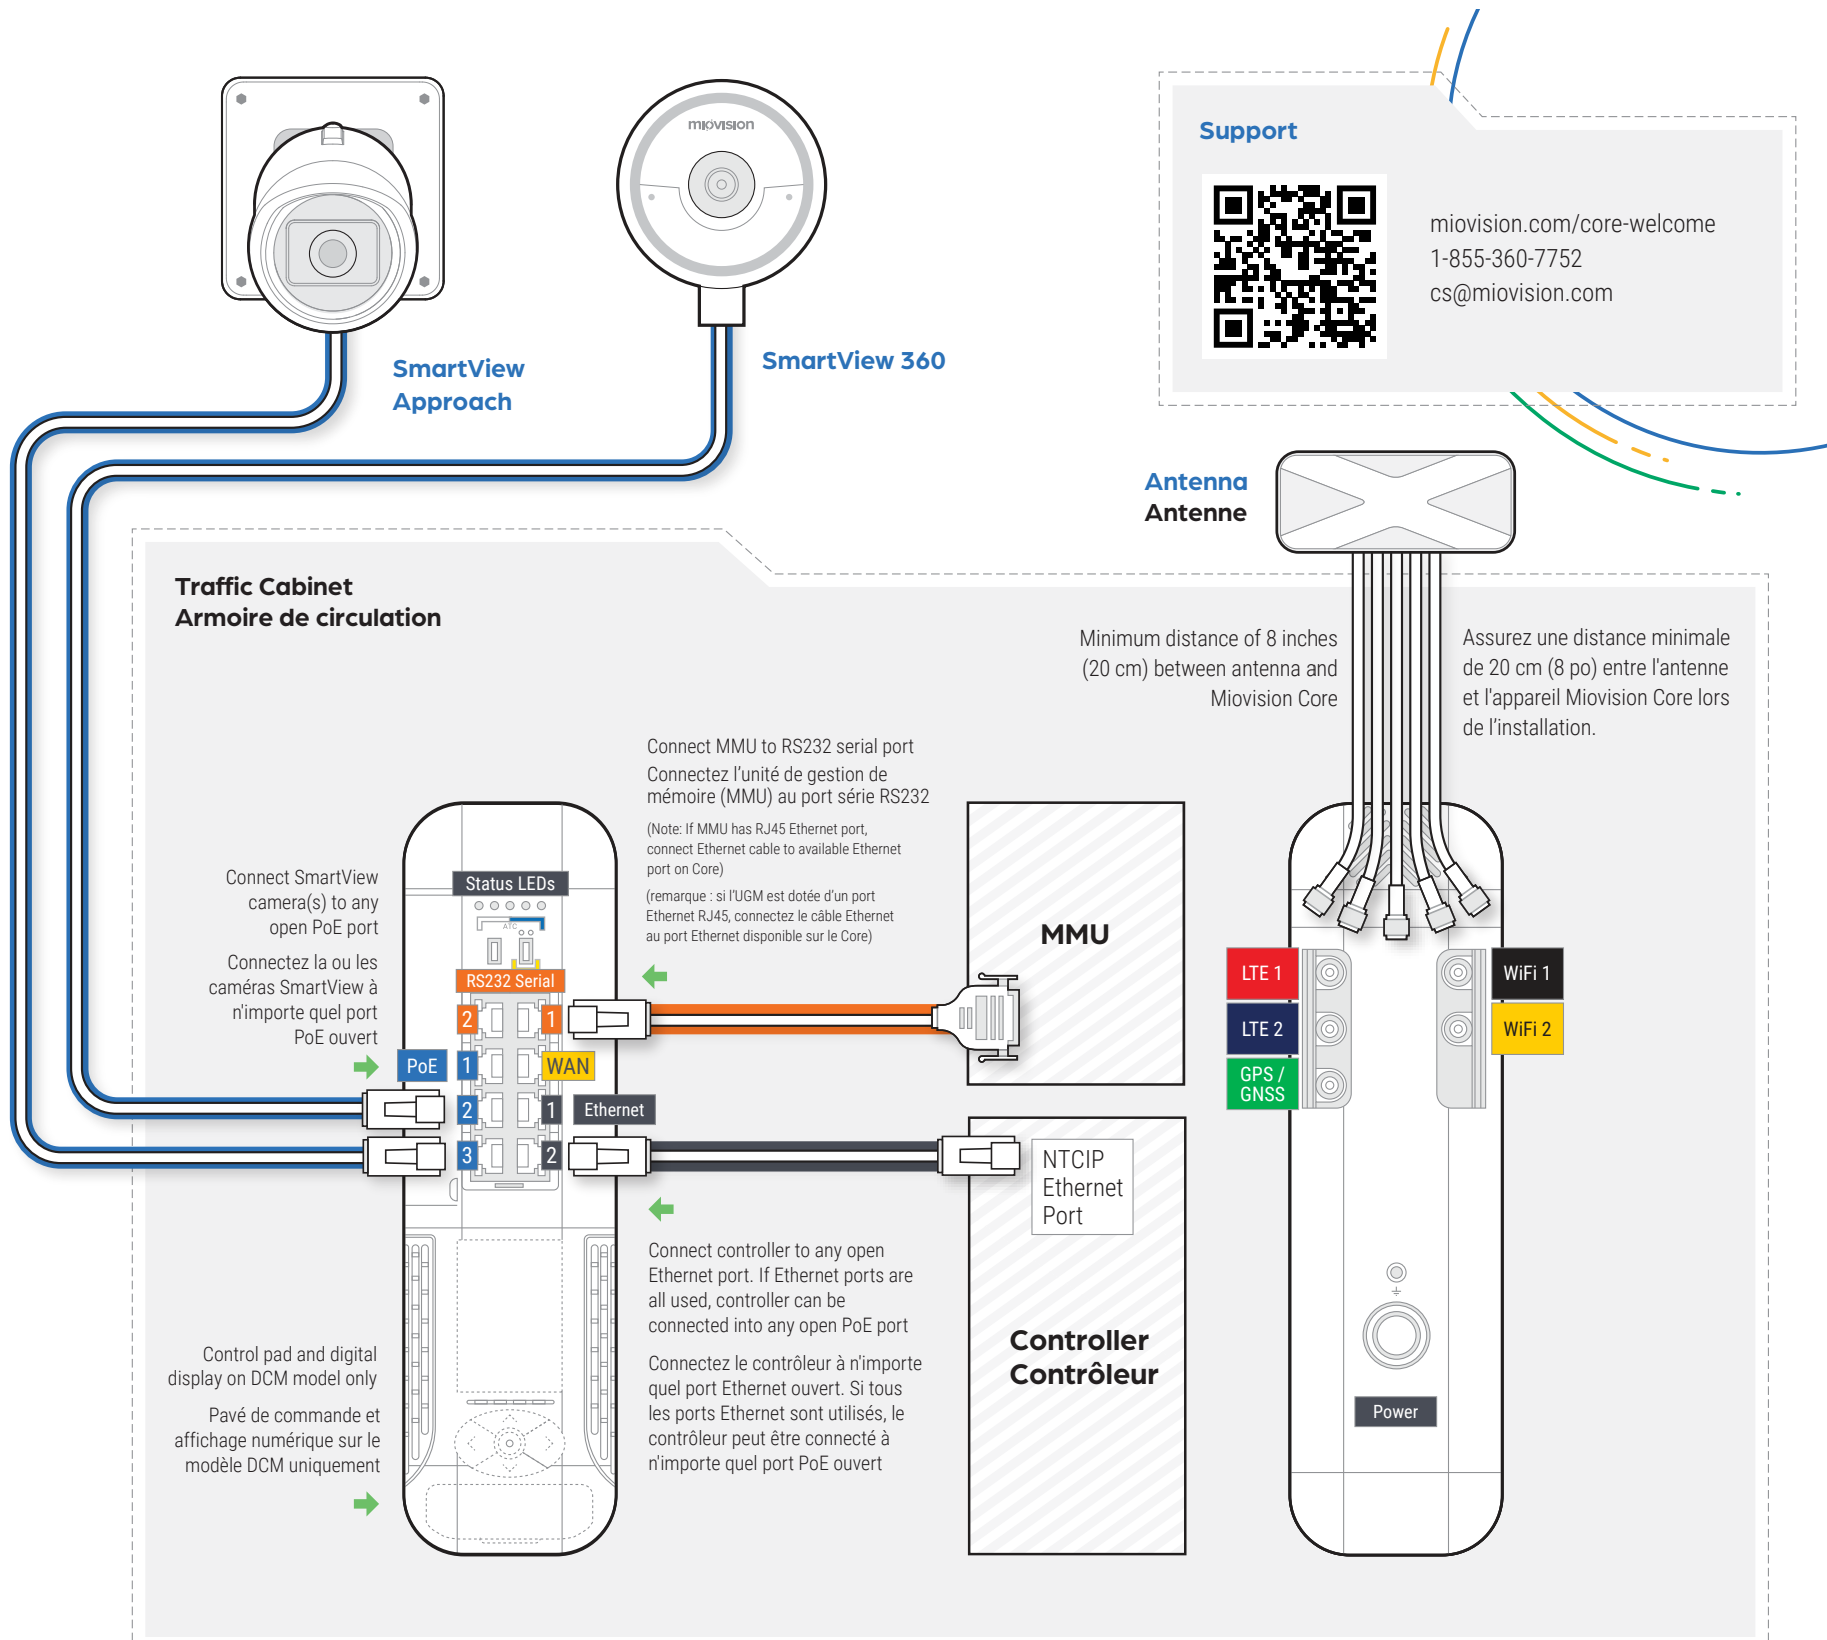 miovision
SmartView
Approach
SmartView 360
Support
miovision.com/core-welcome
1-855-360-7752
cs@miovision.com
Antenna
Antenne
Traffic Cabinet
Armoire de circulation
Minimum distance of 8 inches
(20 cm) between antenna and
Miovision Core
Assurez une distance minimale
de 20 cm (8 po) entre l'antenne
et l'appareil Miovision Core lors
de l'installation.
Connect MMU to RS232 serial port
Connectez l'unité de gestion de
mémoire (MMU) au port série RS232
(Note: If MMU has RJ45 Ethernet port,
connect Ethernet cable to available Ethernet
port on Core)
(remarque : si l'UGM est dotée d'un port
Ethernet RJ45, connectez le câble Ethernet
au port Ethernet disponible sur le Core)
Connect SmartView
camera(s) to any
open PoE port
Connectez la ou les
caméras SmartView à
n'importe quel port
PoE ouvert
Status LEDs
ATC
RS232 Serial
2 1
PoE 1 WAN
2 1 Ethernet
3 2
MMU
NTCIP
Ethernet
Port
Controller
Contrôleur
Connect controller to any open
Ethernet port. If Ethernet ports are
all used, controller can be
connected into any open PoE port
Connectez le contrôleur à n'importe
quel port Ethernet ouvert. Si tous
les ports Ethernet sont utilisés, le
contrôleur peut être connecté à
n'importe quel port PoE ouvert
Control pad and digital
display on DCM model only
Pavé de commande et
affichage numérique sur le
modèle DCM uniquement
LTE 1
LTE 2
GPS /
GNSS
WiFi 1
WiFi 2
Power